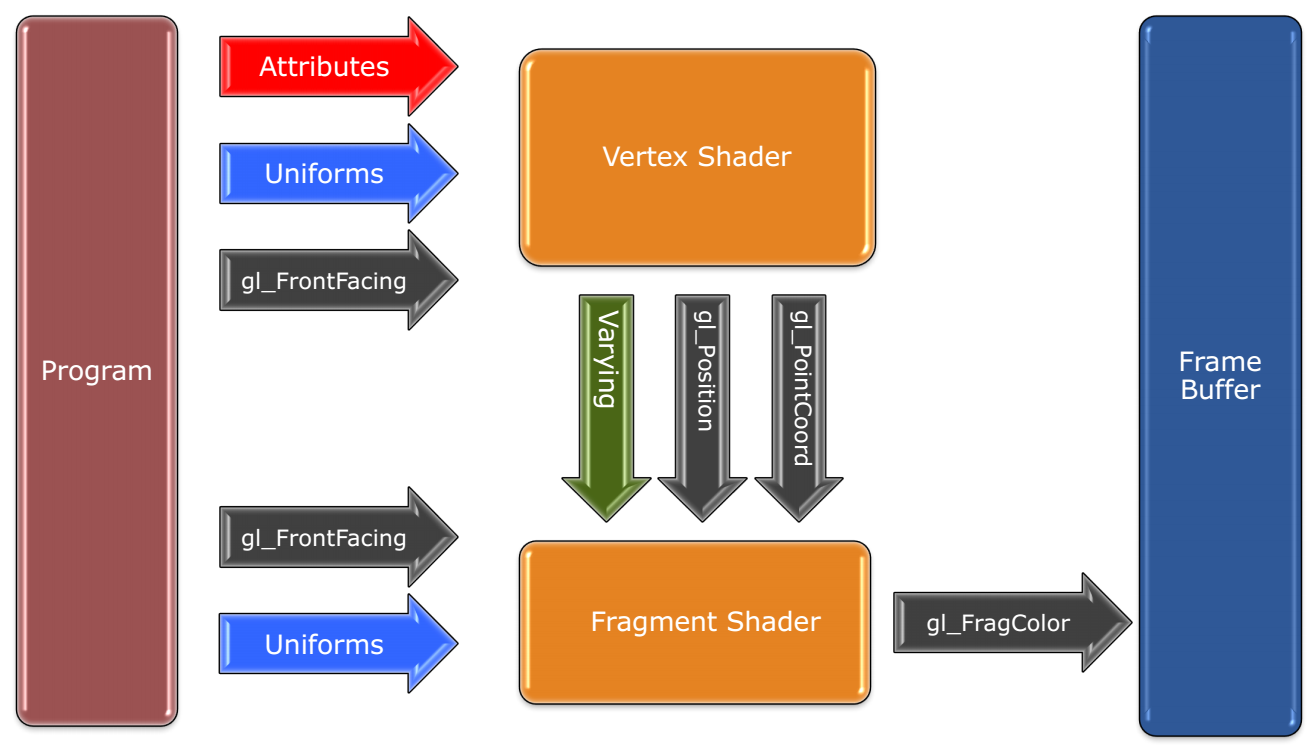 Program
Attributes
Uniforms
gl_FrontFacing
Vertex Shader
Varying
gl_Position
gl_PointCoord
gl_FrontFacing
Uniforms
Fragment Shader
gl_FragColor
Frame
Buffer